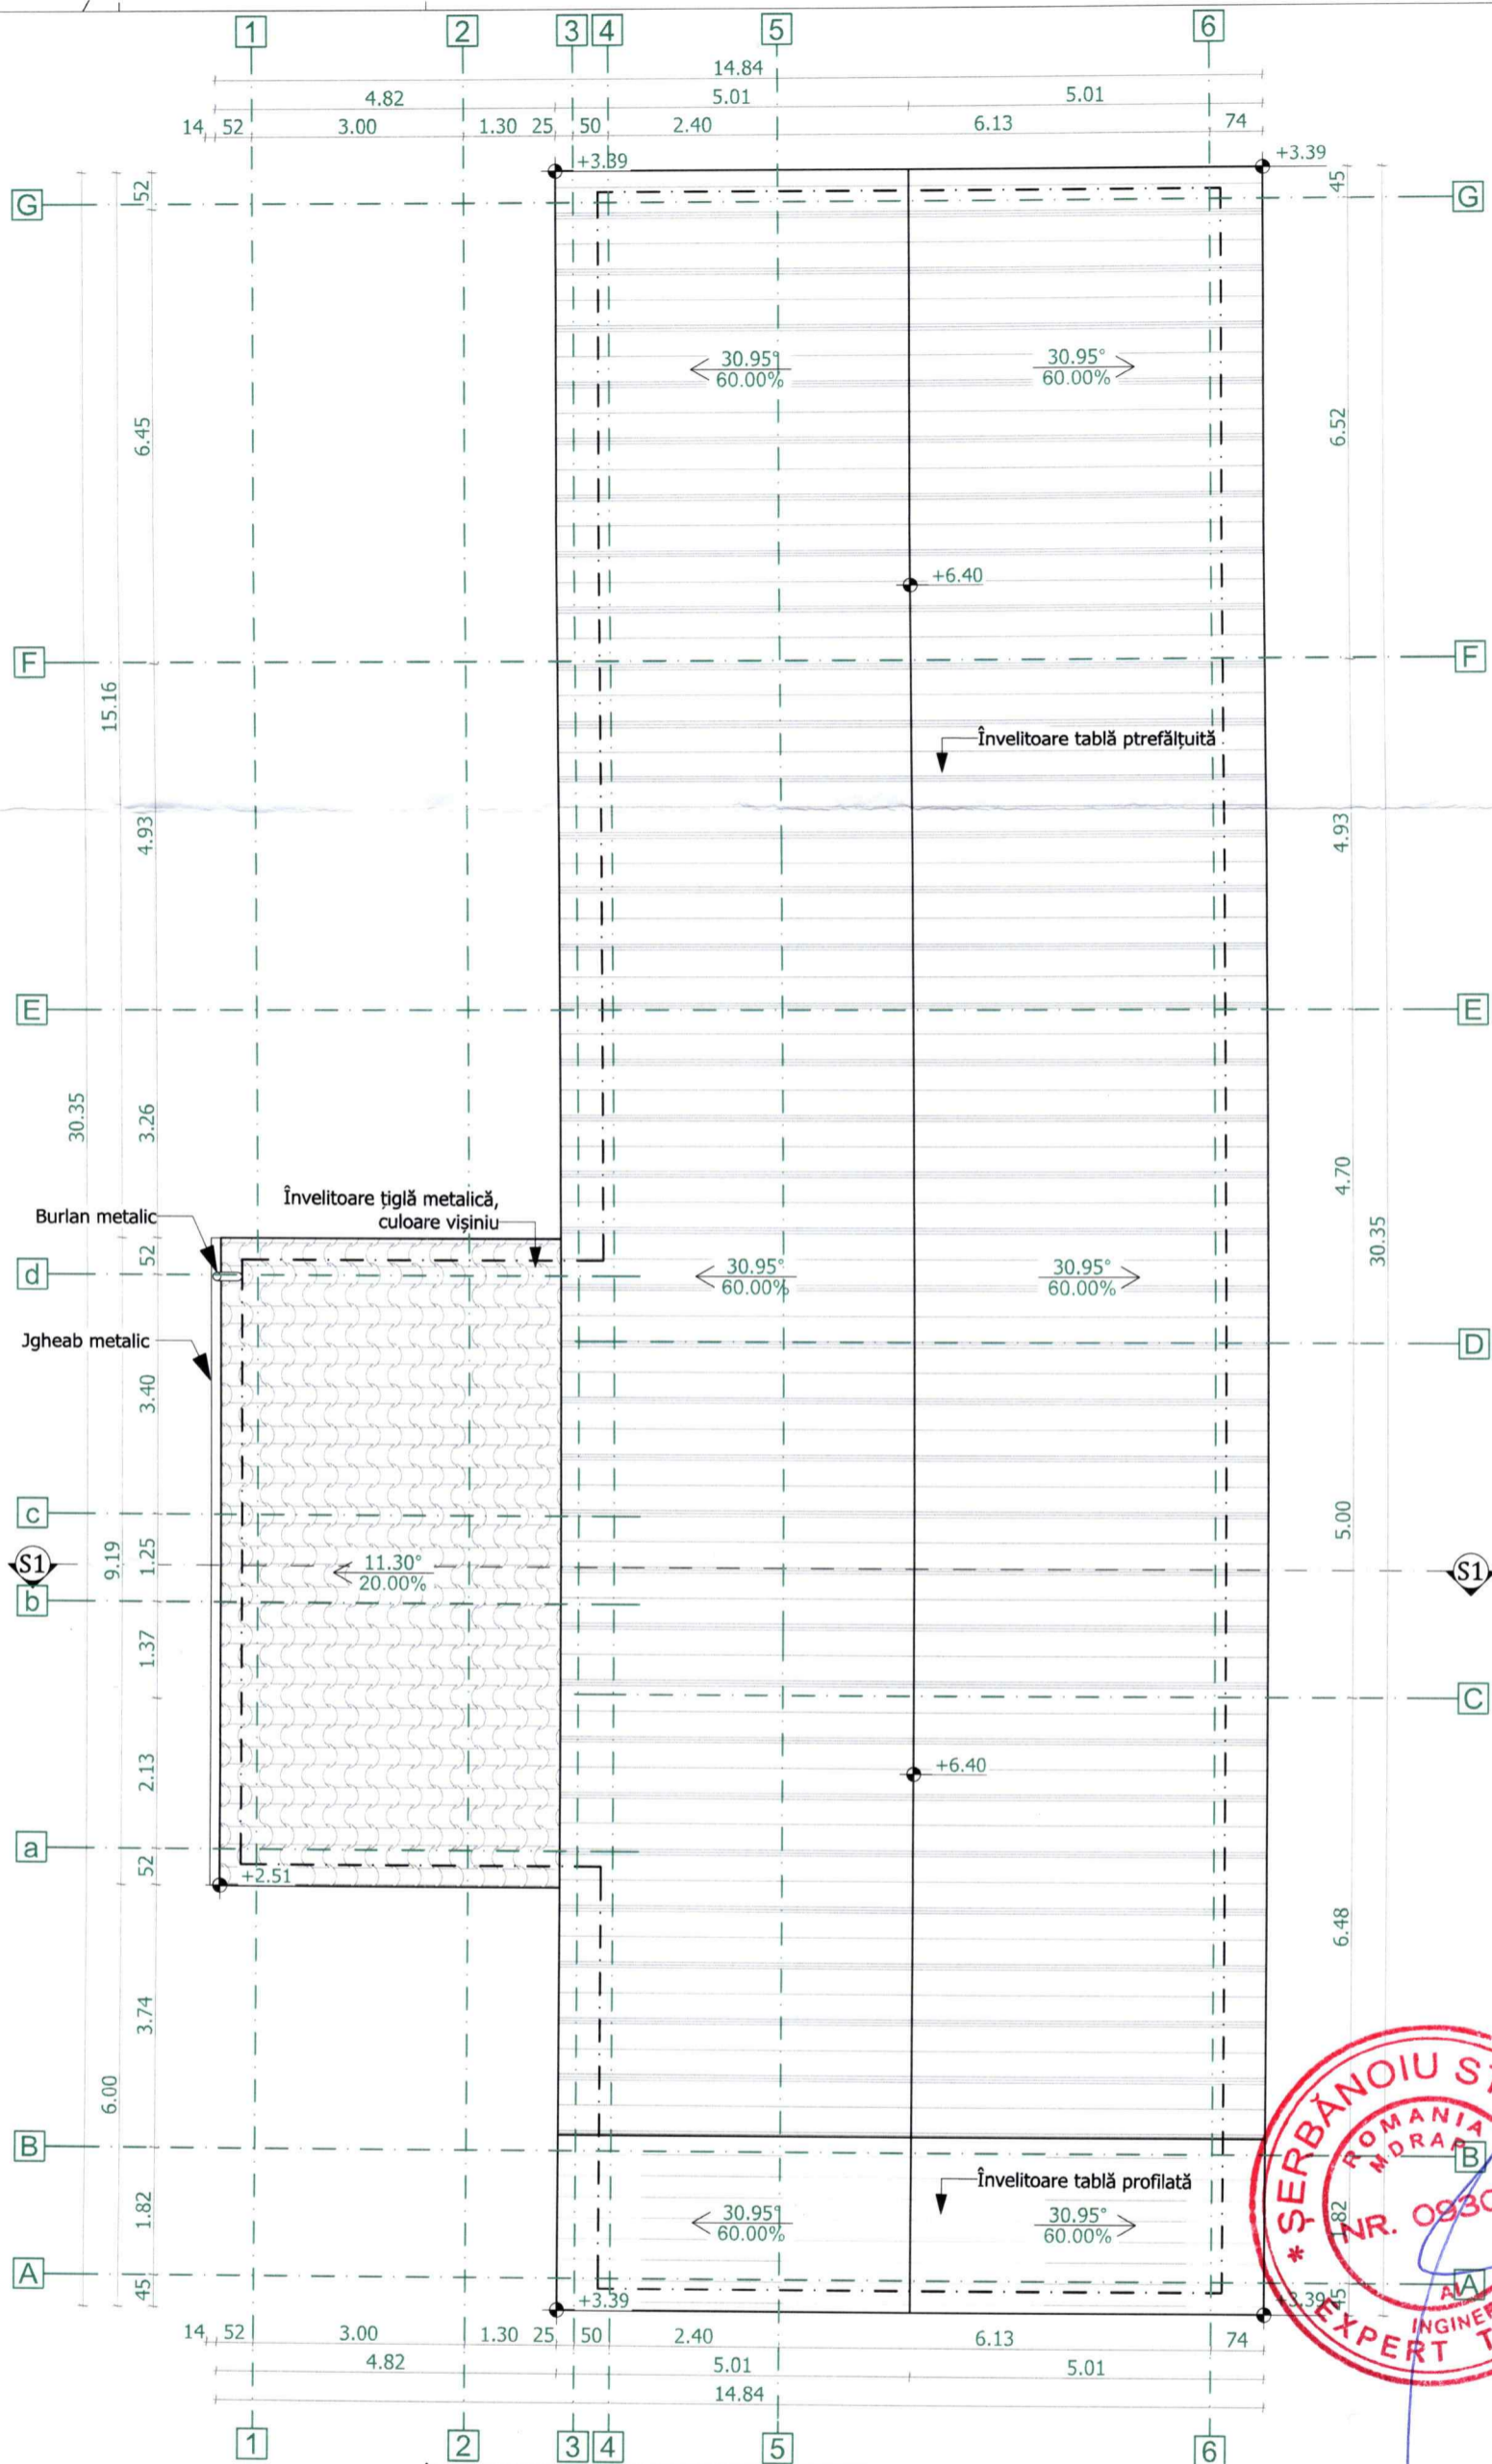 1 2 3 4 5 6
14.84
4.82 5.01 5.01
14 52 3.00 1.30 25 50 2.40 6.13 74
+3.39 +3.39
52 45
G G
30.95° 30.95°
60.00% 60.00%
6.45 6.52
+6.40
F F
15.16
Învelitoare tablă ptrefălțuită
4.93 4.93
E E
30.35 3.26 4.70
Învelitoare țiglă metalică,
culoare vișiniu
Burlan metalic
30.35
52
d
30.95° 30.95°
60.00% 60.00%
Jgheab metalic
D
3.40
c
5.00
9.19 1.25
S1 S1
11.30°
20.00%
b
1.37
C
2.13
+6.40
a
52
+2.51
6.48
3.74
6.00
B B
Învelitoare tablă profilată
1.82 1.82
30.95° 30.95°
60.00% 60.00%
A A
45 45
+3.39 +3.39
14 52 3.00 1.30 25 50 2.40 6.13 74
4.82 5.01 5.01
14.84
1 2 3 4 5 6
* ȘERBĂNOIU
ROMANIA
MDRAP
NR.
EXPERT